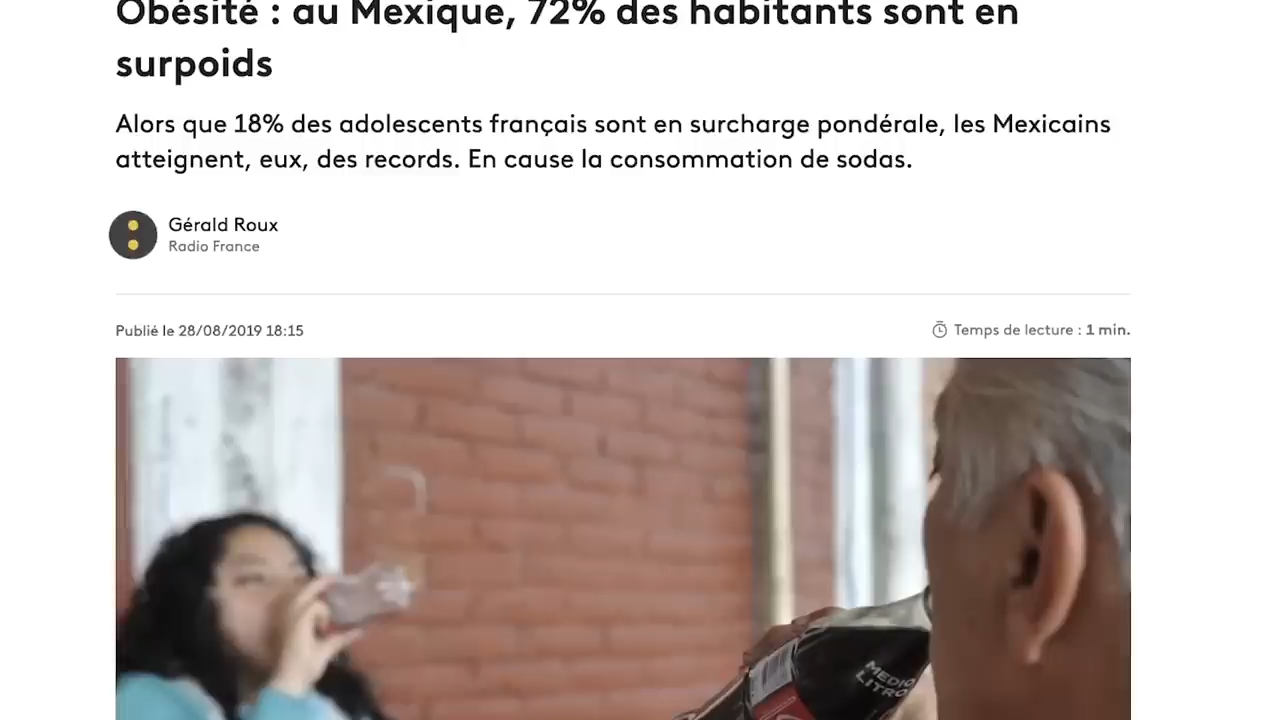 Obésité : au Mexique, 72% des habitants sont en
surpoids
Alors que 18% des adolescents français sont en surcharge pondérale, les Mexicains
atteignent, eux, des records. En cause la consommation de sodas.
Gérald Roux
Radio France
Publié le 28/08/2019 18:15
Temps de lecture : 1 min.
MEDIO
LITRO